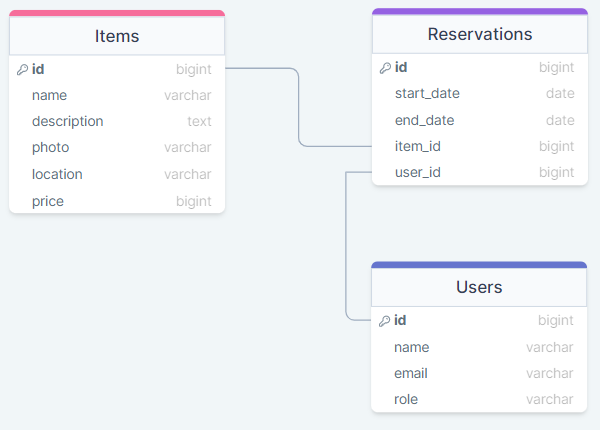 Items
id bigint
name varchar
description text
photo varchar
location varchar
price bigint
Reservations
id bigint
start_date date
end_date date
item_id bigint
user_id bigint
Users
id bigint
name varchar
email varchar
role varchar